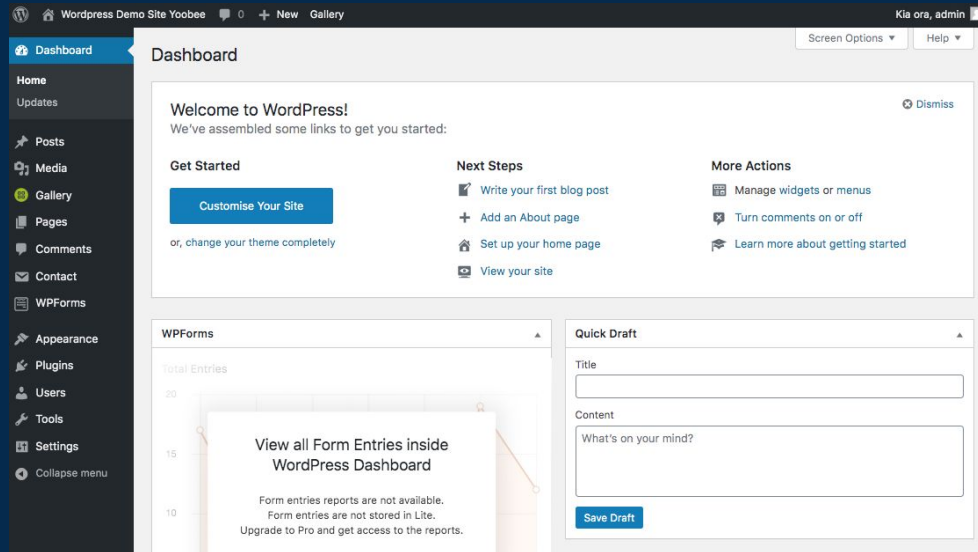 Wordpress Demo Site Yoobee 0 + New Gallery Kia ora, admin
Dashboard
Home
Updates
Posts
Media
Gallery
Pages
Comments
Contact
WPForms
Appearance
Plugins
Users
Tools
Settings
Collapse menu
Screen Options ▼ Help ▼
Dashboard
Welcome to WordPress!
Dismiss
We've assembled some links to get you started:
Get Started
Customise Your Site
or, change your theme completely
Next Steps
Write your first blog post
Add an About page
Set up your home page
View your site
More Actions
Manage widgets or menus
Turn comments on or off
Learn more about getting started
WPForms
Total Entries
20
15
10
View all Form Entries inside
WordPress Dashboard
Form entries reports are not available.
Form entries are not stored in Lite.
Upgrade to Pro and get access to the reports.
Quick Draft
Title
Content
What's on your mind?
Save Draft